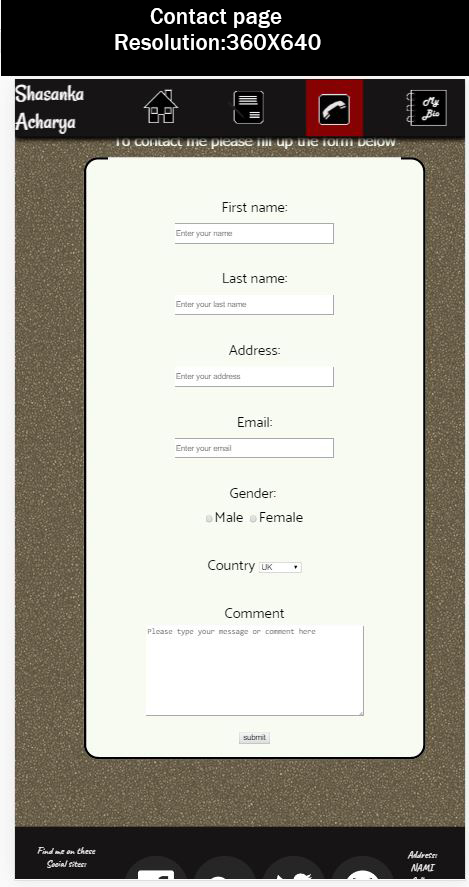 Contact page
Resolution:360X640
Shasanka
Acharya
My
Bio
To contact me please fill up the form below
First name:
Enter your name
Last name:
Enter your last name
Address:
Enter your address
Email:
Enter your email
Gender:
Male Female
Country UK
Comment
Please type your message or comment here
submit
Find me on these
Social sites:
Address:
NAMI